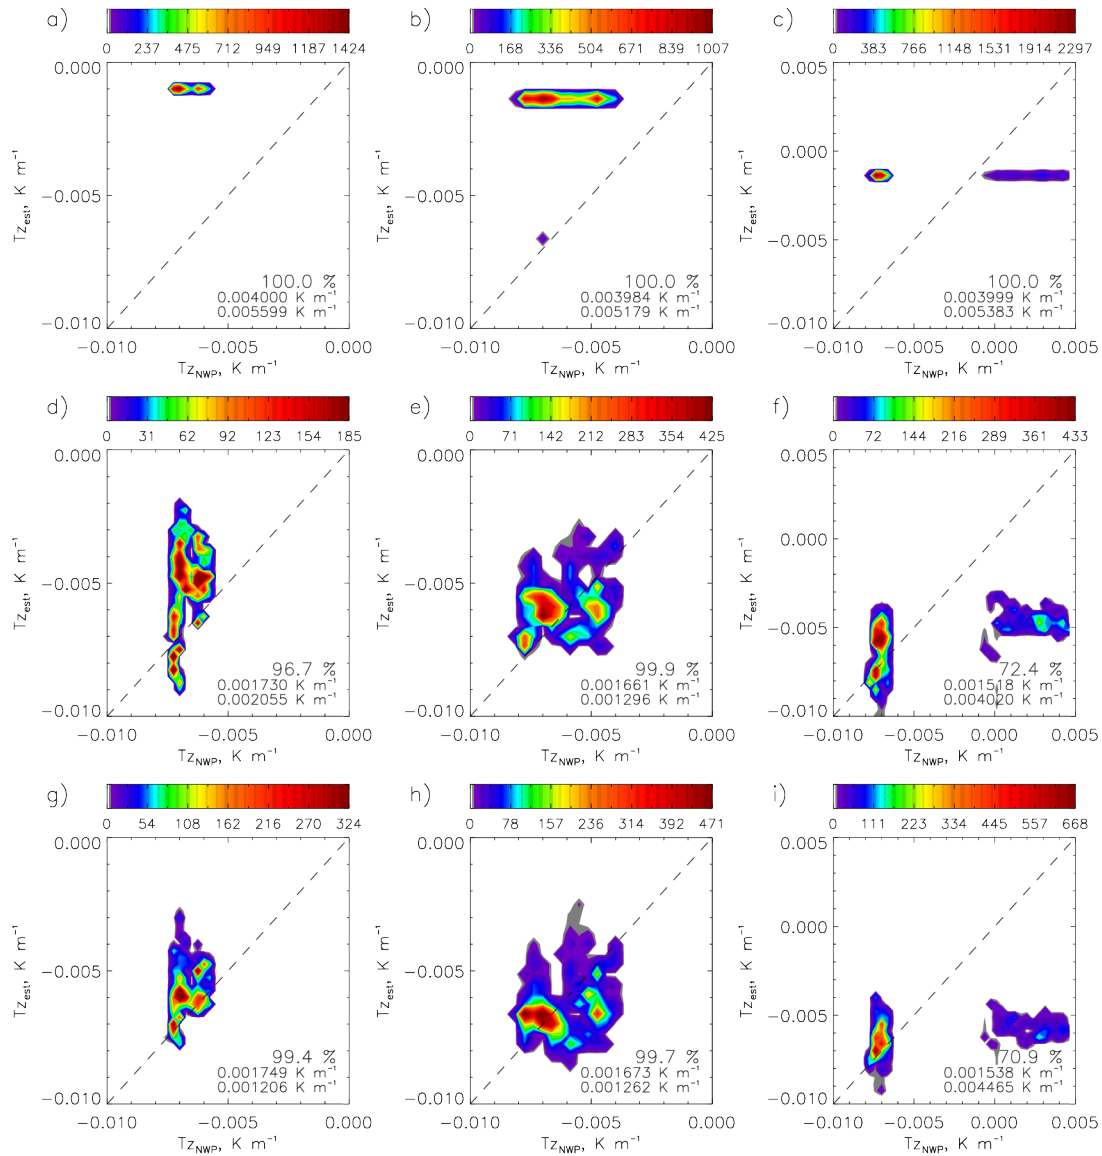 a)
0 237 475 712 949 1187 1424
0.000
-0.005
-0.010
Tz_est, K m⁻¹
100.0 %
0.004000 K m⁻¹
0.005599 K m⁻¹
-0.010 -0.005 0.000
Tz_NWP, K m⁻¹
b)
0 168 336 504 671 839 1007
0.000
-0.005
-0.010
Tz_est, K m⁻¹
100.0 %
0.003984 K m⁻¹
0.005179 K m⁻¹
-0.010 -0.005 0.000
Tz_NWP, K m⁻¹
c)
0 383 766 1148 1531 1914 2297
0.005
0.000
-0.005
-0.010
Tz_est, K m⁻¹
100.0 %
0.003999 K m⁻¹
0.005383 K m⁻¹
-0.010 -0.005 0.000 0.005
Tz_NWP, K m⁻¹
d)
0 31 62 92 123 154 185
0.000
-0.005
-0.010
Tz_est, K m⁻¹
96.7 %
0.001730 K m⁻¹
0.002055 K m⁻¹
-0.010 -0.005 0.000
Tz_NWP, K m⁻¹
e)
0 71 142 212 283 354 425
0.000
-0.005
-0.010
Tz_est, K m⁻¹
99.9 %
0.001661 K m⁻¹
0.001296 K m⁻¹
-0.010 -0.005 0.000
Tz_NWP, K m⁻¹
f)
0 72 144 216 289 361 433
0.005
0.000
-0.005
-0.010
Tz_est, K m⁻¹
72.4 %
0.001518 K m⁻¹
0.004020 K m⁻¹
-0.010 -0.005 0.000 0.005
Tz_NWP, K m⁻¹
g)
0 54 108 162 216 270 324
0.000
-0.005
-0.010
Tz_est, K m⁻¹
99.4 %
0.001749 K m⁻¹
0.001206 K m⁻¹
-0.010 -0.005 0.000
Tz_NWP, K m⁻¹
h)
0 78 157 236 314 392 471
0.000
-0.005
-0.010
Tz_est, K m⁻¹
99.7 %
0.001673 K m⁻¹
0.001262 K m⁻¹
-0.010 -0.005 0.000
Tz_NWP, K m⁻¹
i)
0 111 223 334 445 557 668
0.005
0.000
-0.005
-0.010
Tz_est, K m⁻¹
70.9 %
0.001538 K m⁻¹
0.004465 K m⁻¹
-0.010 -0.005 0.000 0.005
Tz_NWP, K m⁻¹